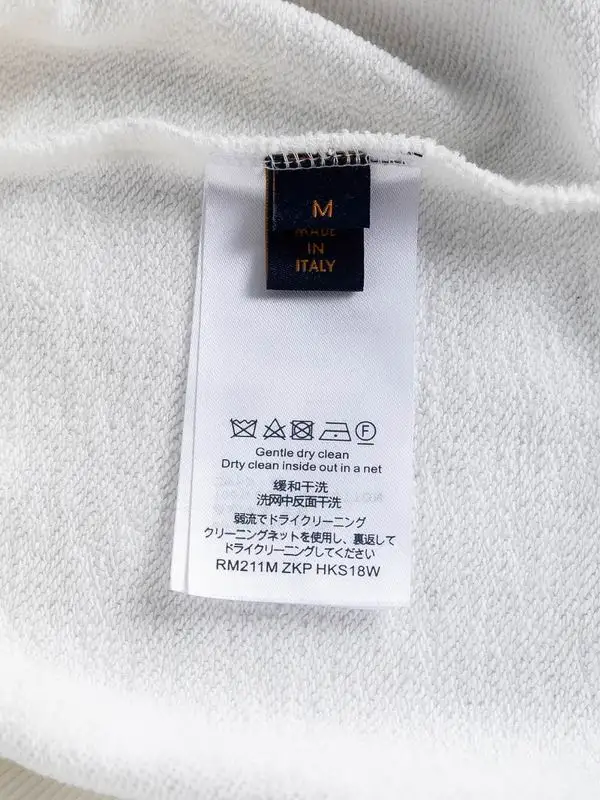 M
MADE
IN
ITALY
F
Gentle dry clean
Drty clean inside out in a net
缓和干洗
洗网中反面干洗
弱流でドライクリーニング
クリーニングネットを使用し、裏返して
ドライクリーニングしてください
RM211M ZKP HKS18W